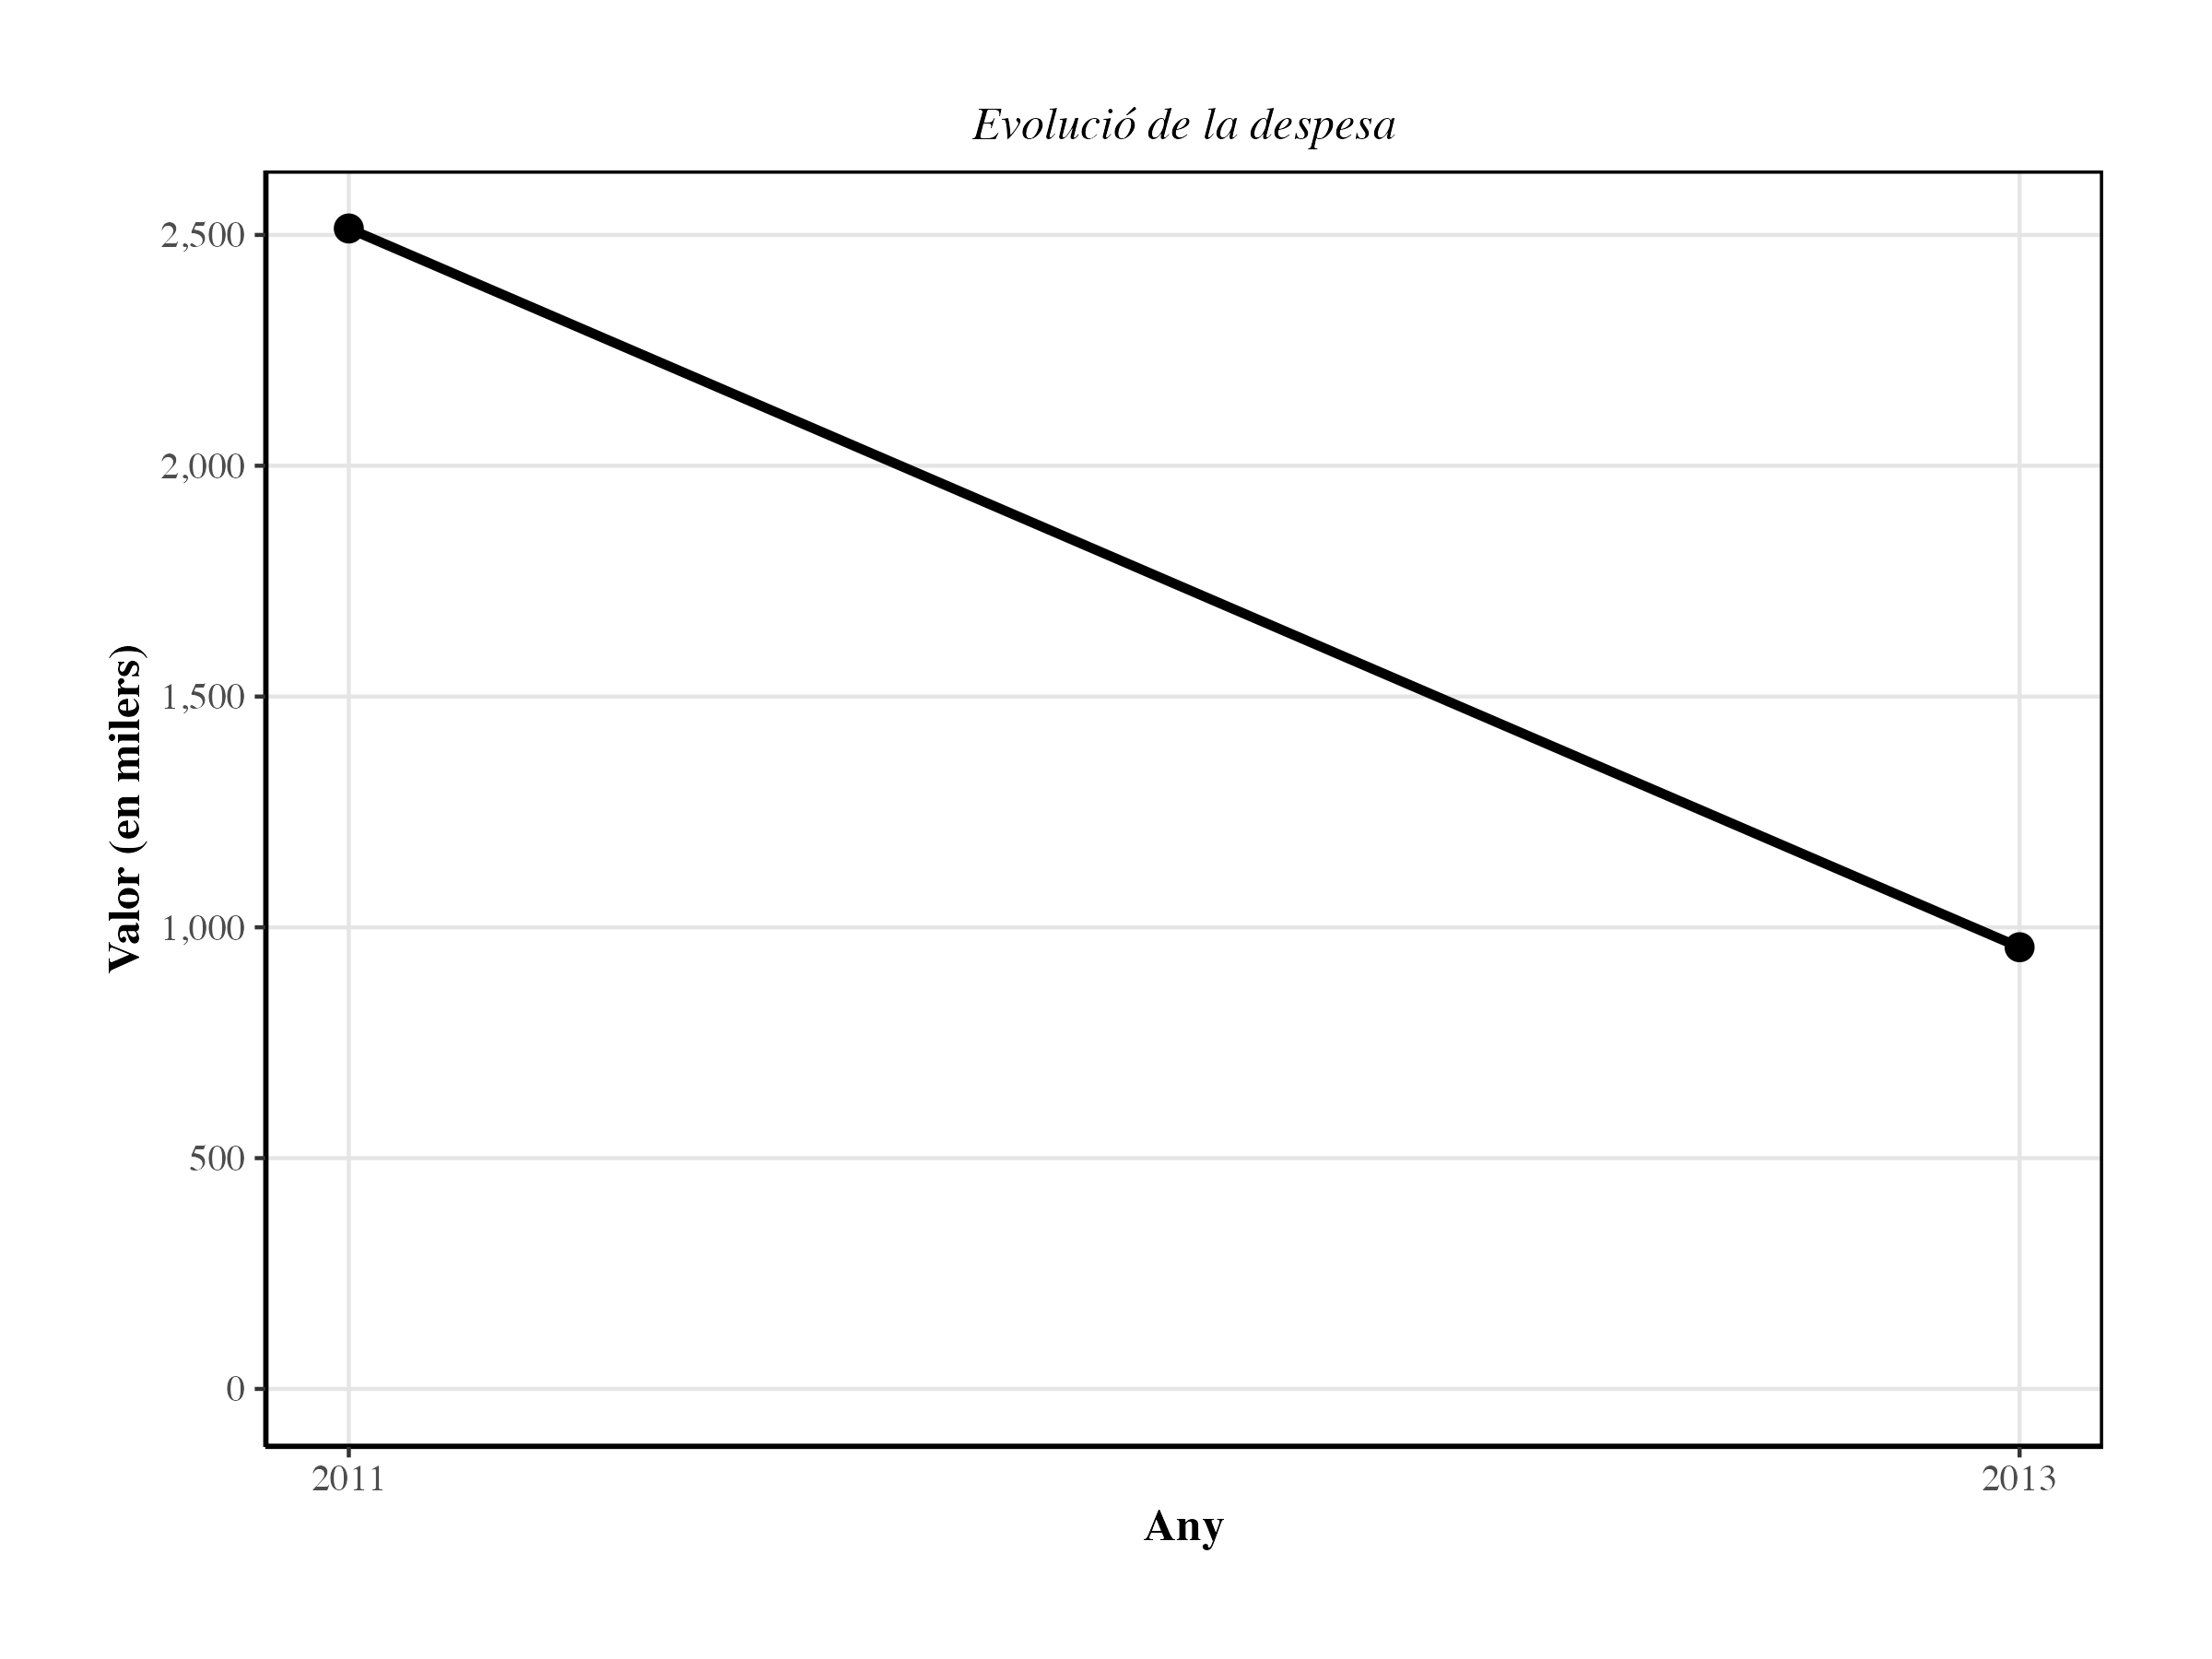 Evolució de la despesa
Valor (en milers)
2,500
2,000
1,500
1,000
500
0
2011
2013
Any